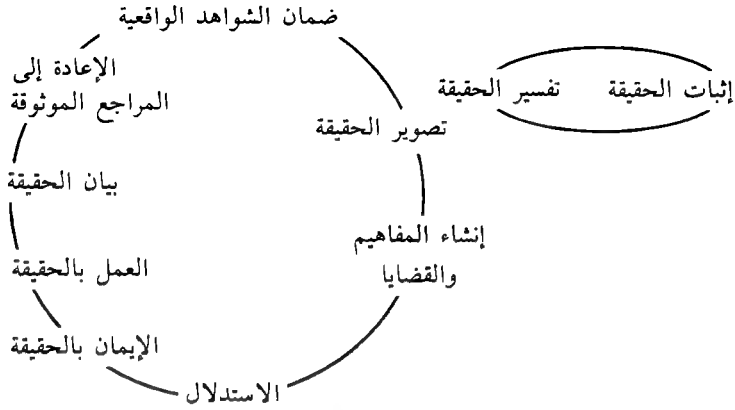 ضمان الشواهد الواقعية
الإعادة إلى
المراجع الموثوقة
إثبات الحقيقة
تفسير الحقيقة
تصوير الحقيقة
بيان الحقيقة
إنشاء المفاهيم
والقضايا
العمل بالحقيقة
الإيمان بالحقيقة
الاستدلال